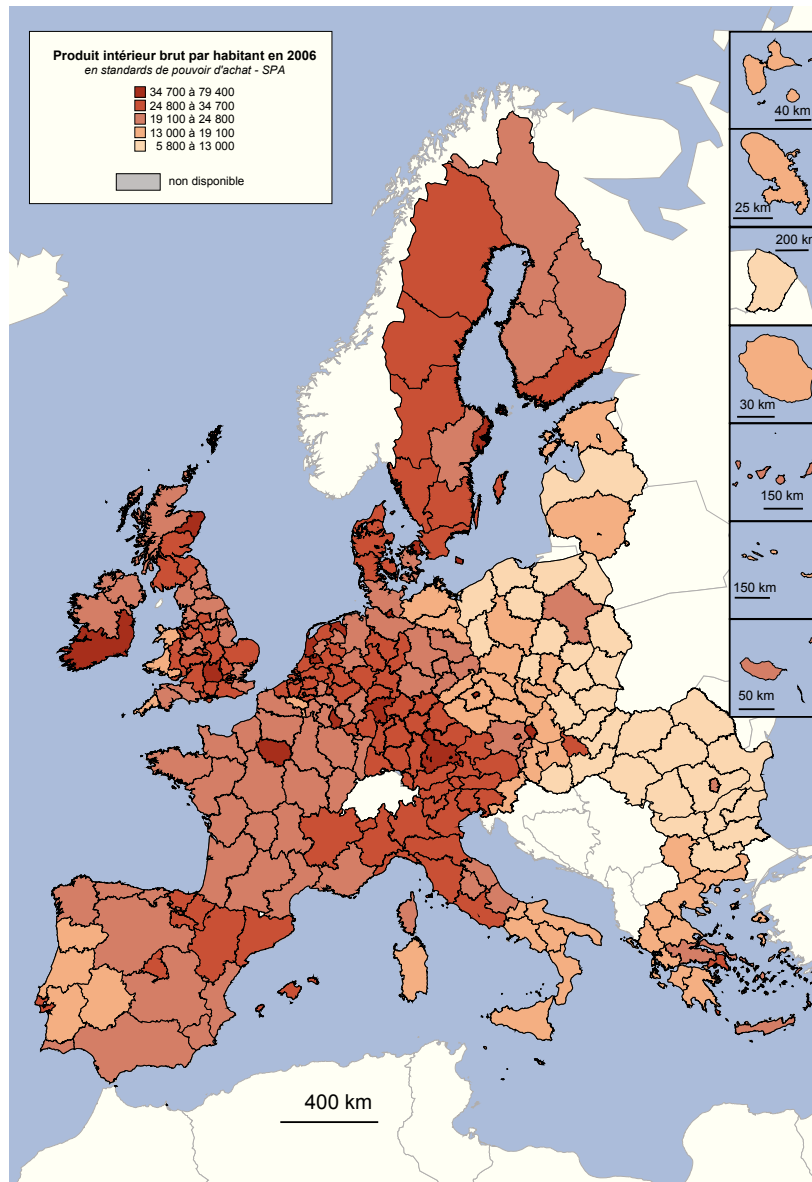 Produit intérieur brut par habitant en 2006
en standards de pouvoir d'achat - SPA
34 700 à 79 400
24 800 à 34 700
19 100 à 24 800
13 000 à 19 100
5 800 à 13 000
non disponible
40 km
25 km
200 km
30 km
150 km
150 km
50 km
400 km